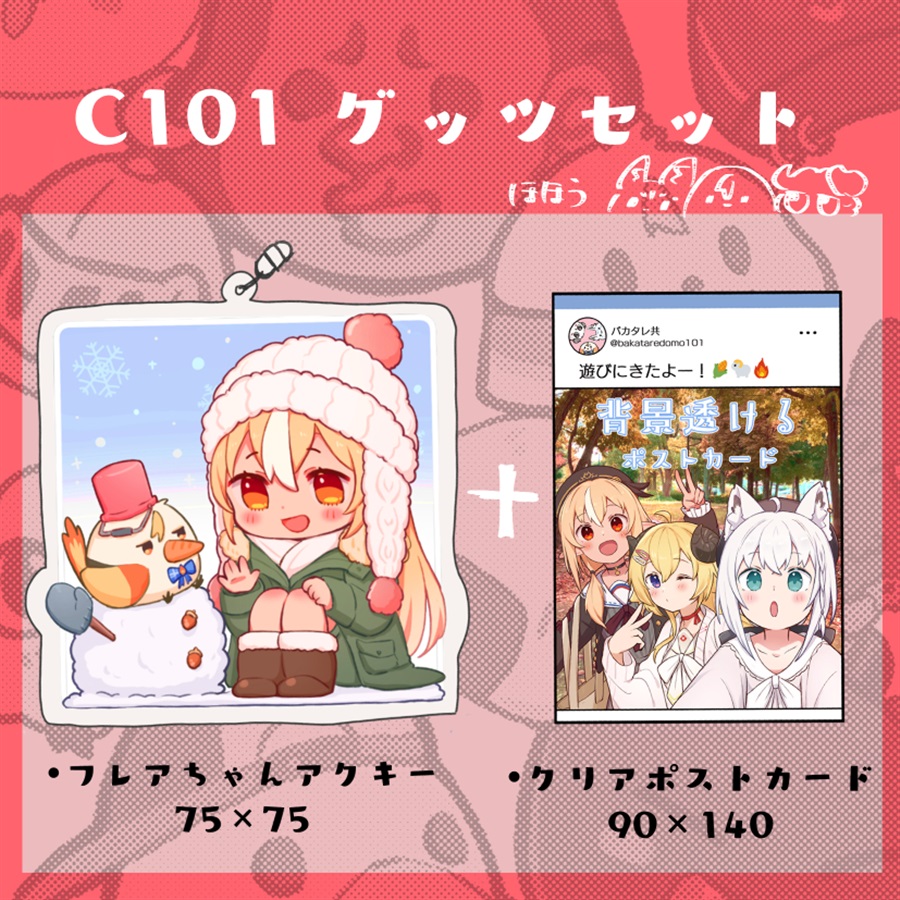 C101 グッツセット
ほほう
バカタレ共
@bakataredomo101
遊びにきたよー！🌽🐏🔥
背景透ける
ポストカード
・フレアちゃんアクキー
75×75
・クリアポストカード
90×140